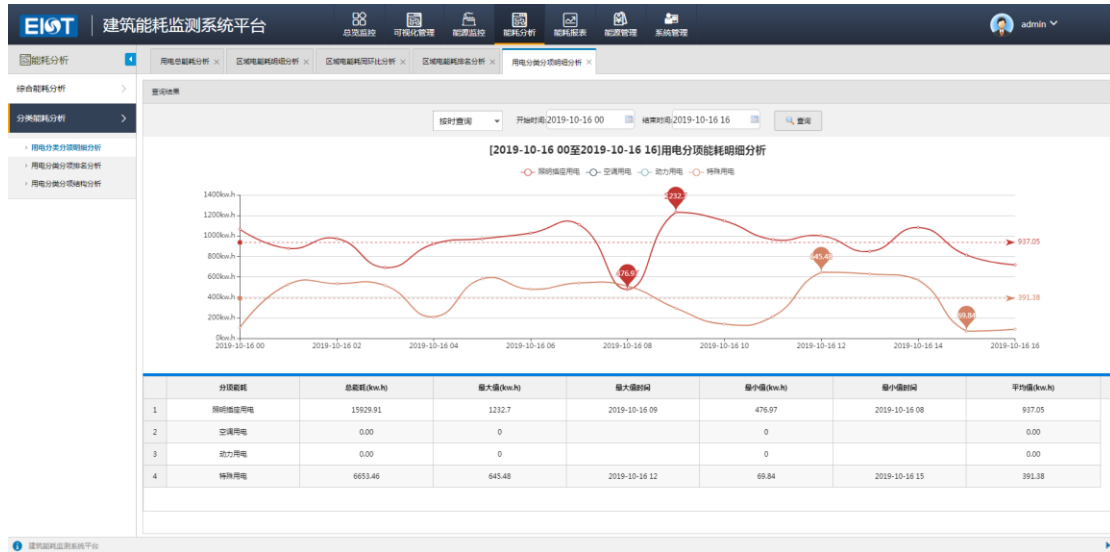 EIOT 建筑能耗监测系统平台
总览监控 可视化管理 能源监控 能耗分析 能耗报表 能源管理 系统管理
admin
能耗分析
用电总能耗分析 × 区域电能耗明细分析 × 区域电能耗同环比分析 × 区域电能耗排名分析 × 用电分类分项明细分析 ×
综合能耗分析
分类能耗分析
用电分类分项明细分析
用电分类分项排名分析
用电分类分项结构分析
查询结果
按时查询 开始时间:2019-10-16 00 结束时间:2019-10-16 16 查询
[2019-10-16 00至2019-10-16 16]用电分项能耗明细分析
照明插座用电 空调用电 动力用电 特殊用电
1400kw.h
1200kw.h
1000kw.h
800kw.h
600kw.h
400kw.h
200kw.h
0kw.h
1232.7
476.97
645.48
69.84
937.05
391.38
2019-10-16 00 2019-10-16 02 2019-10-16 04 2019-10-16 06 2019-10-16 08 2019-10-16 10 2019-10-16 12 2019-10-16 14 2019-10-16 16
分项能耗 总能耗(kw.h) 最大值(kw.h) 最大值时间 最小值(kw.h) 最小值时间 平均值(kw.h)
1 照明插座用电 15929.91 1232.7 2019-10-16 09 476.97 2019-10-16 08 937.05
2 空调用电 0.00 0 0 0.00
3 动力用电 0.00 0 0 0.00
4 特殊用电 6653.46 645.48 2019-10-16 12 69.84 2019-10-16 15 391.38
建筑能耗监测系统平台